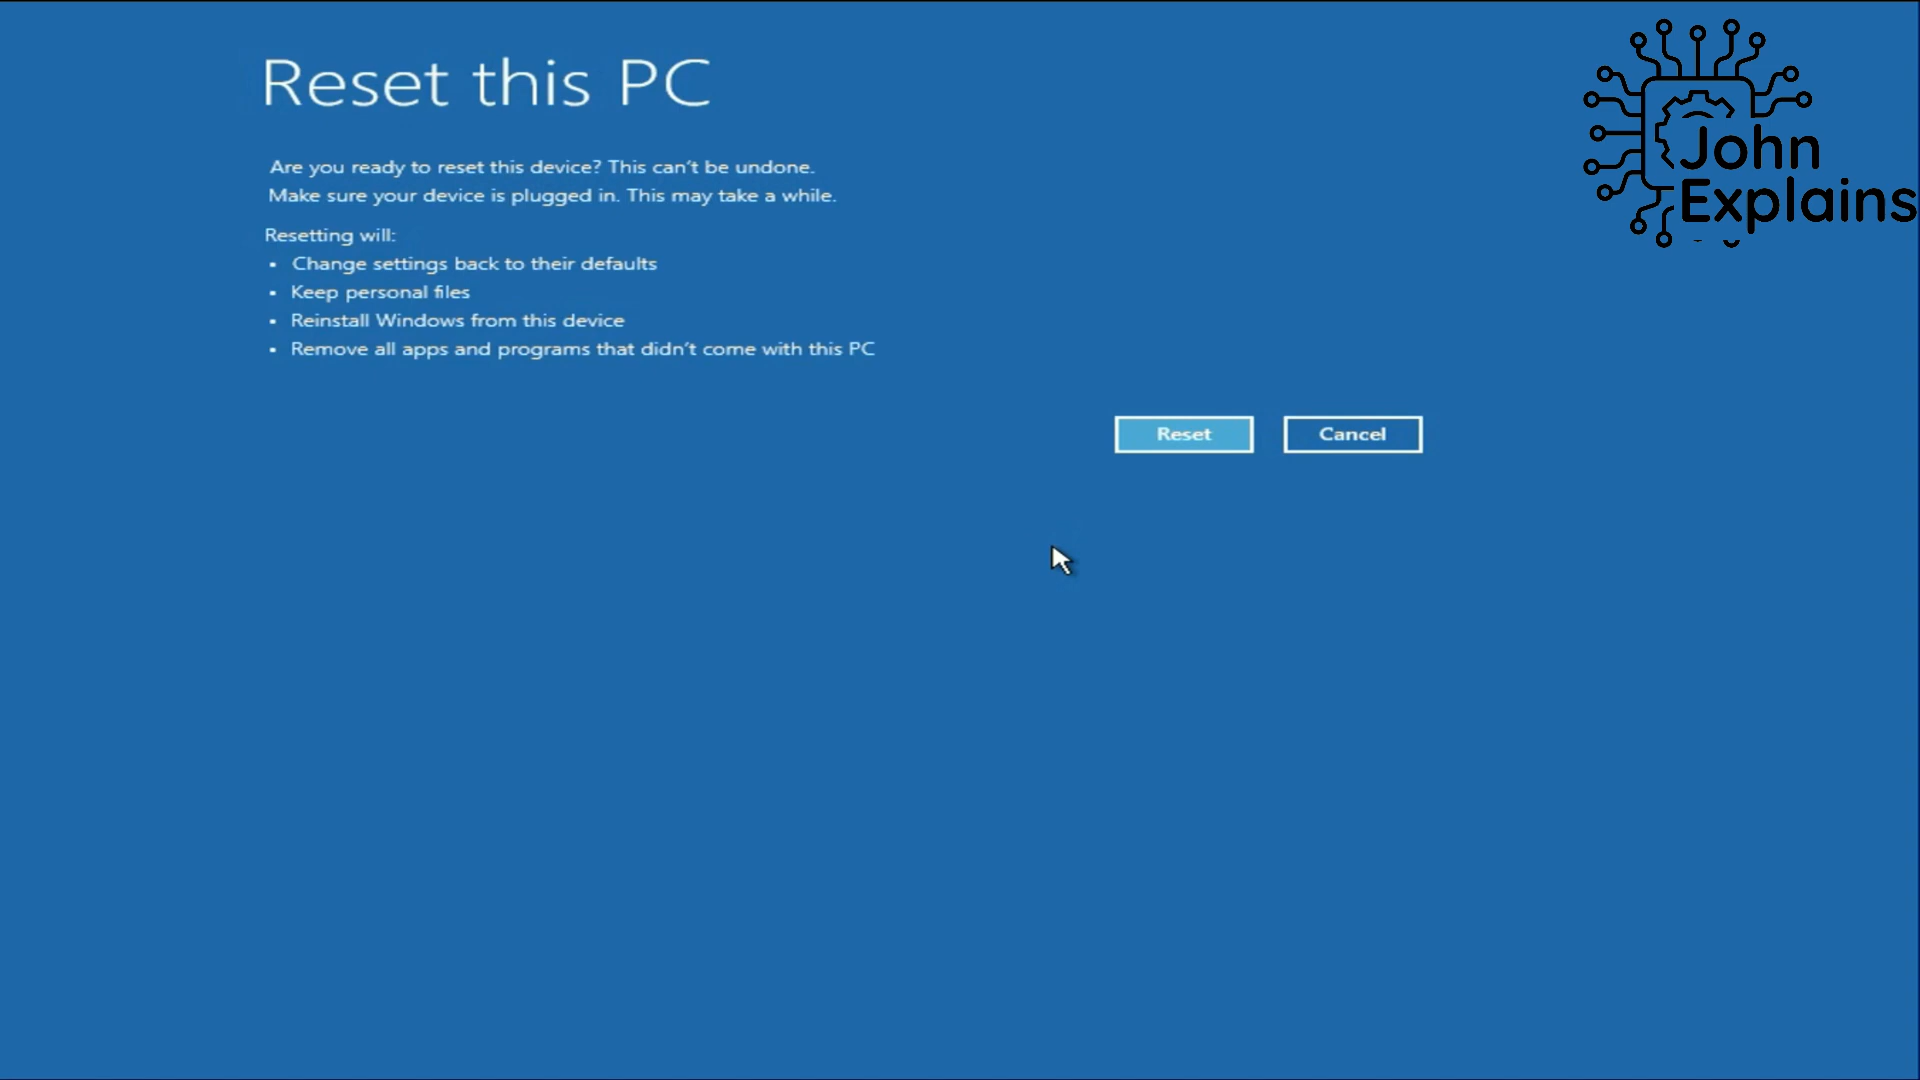 Reset this PC
John
Explains
Are you ready to reset this device? This can't be undone.
Make sure your device is plugged in. This may take a while.
Resetting will:
• Change settings back to their defaults
• Keep personal files
• Reinstall Windows from this device
• Remove all apps and programs that didn't come with this PC
Reset
Cancel